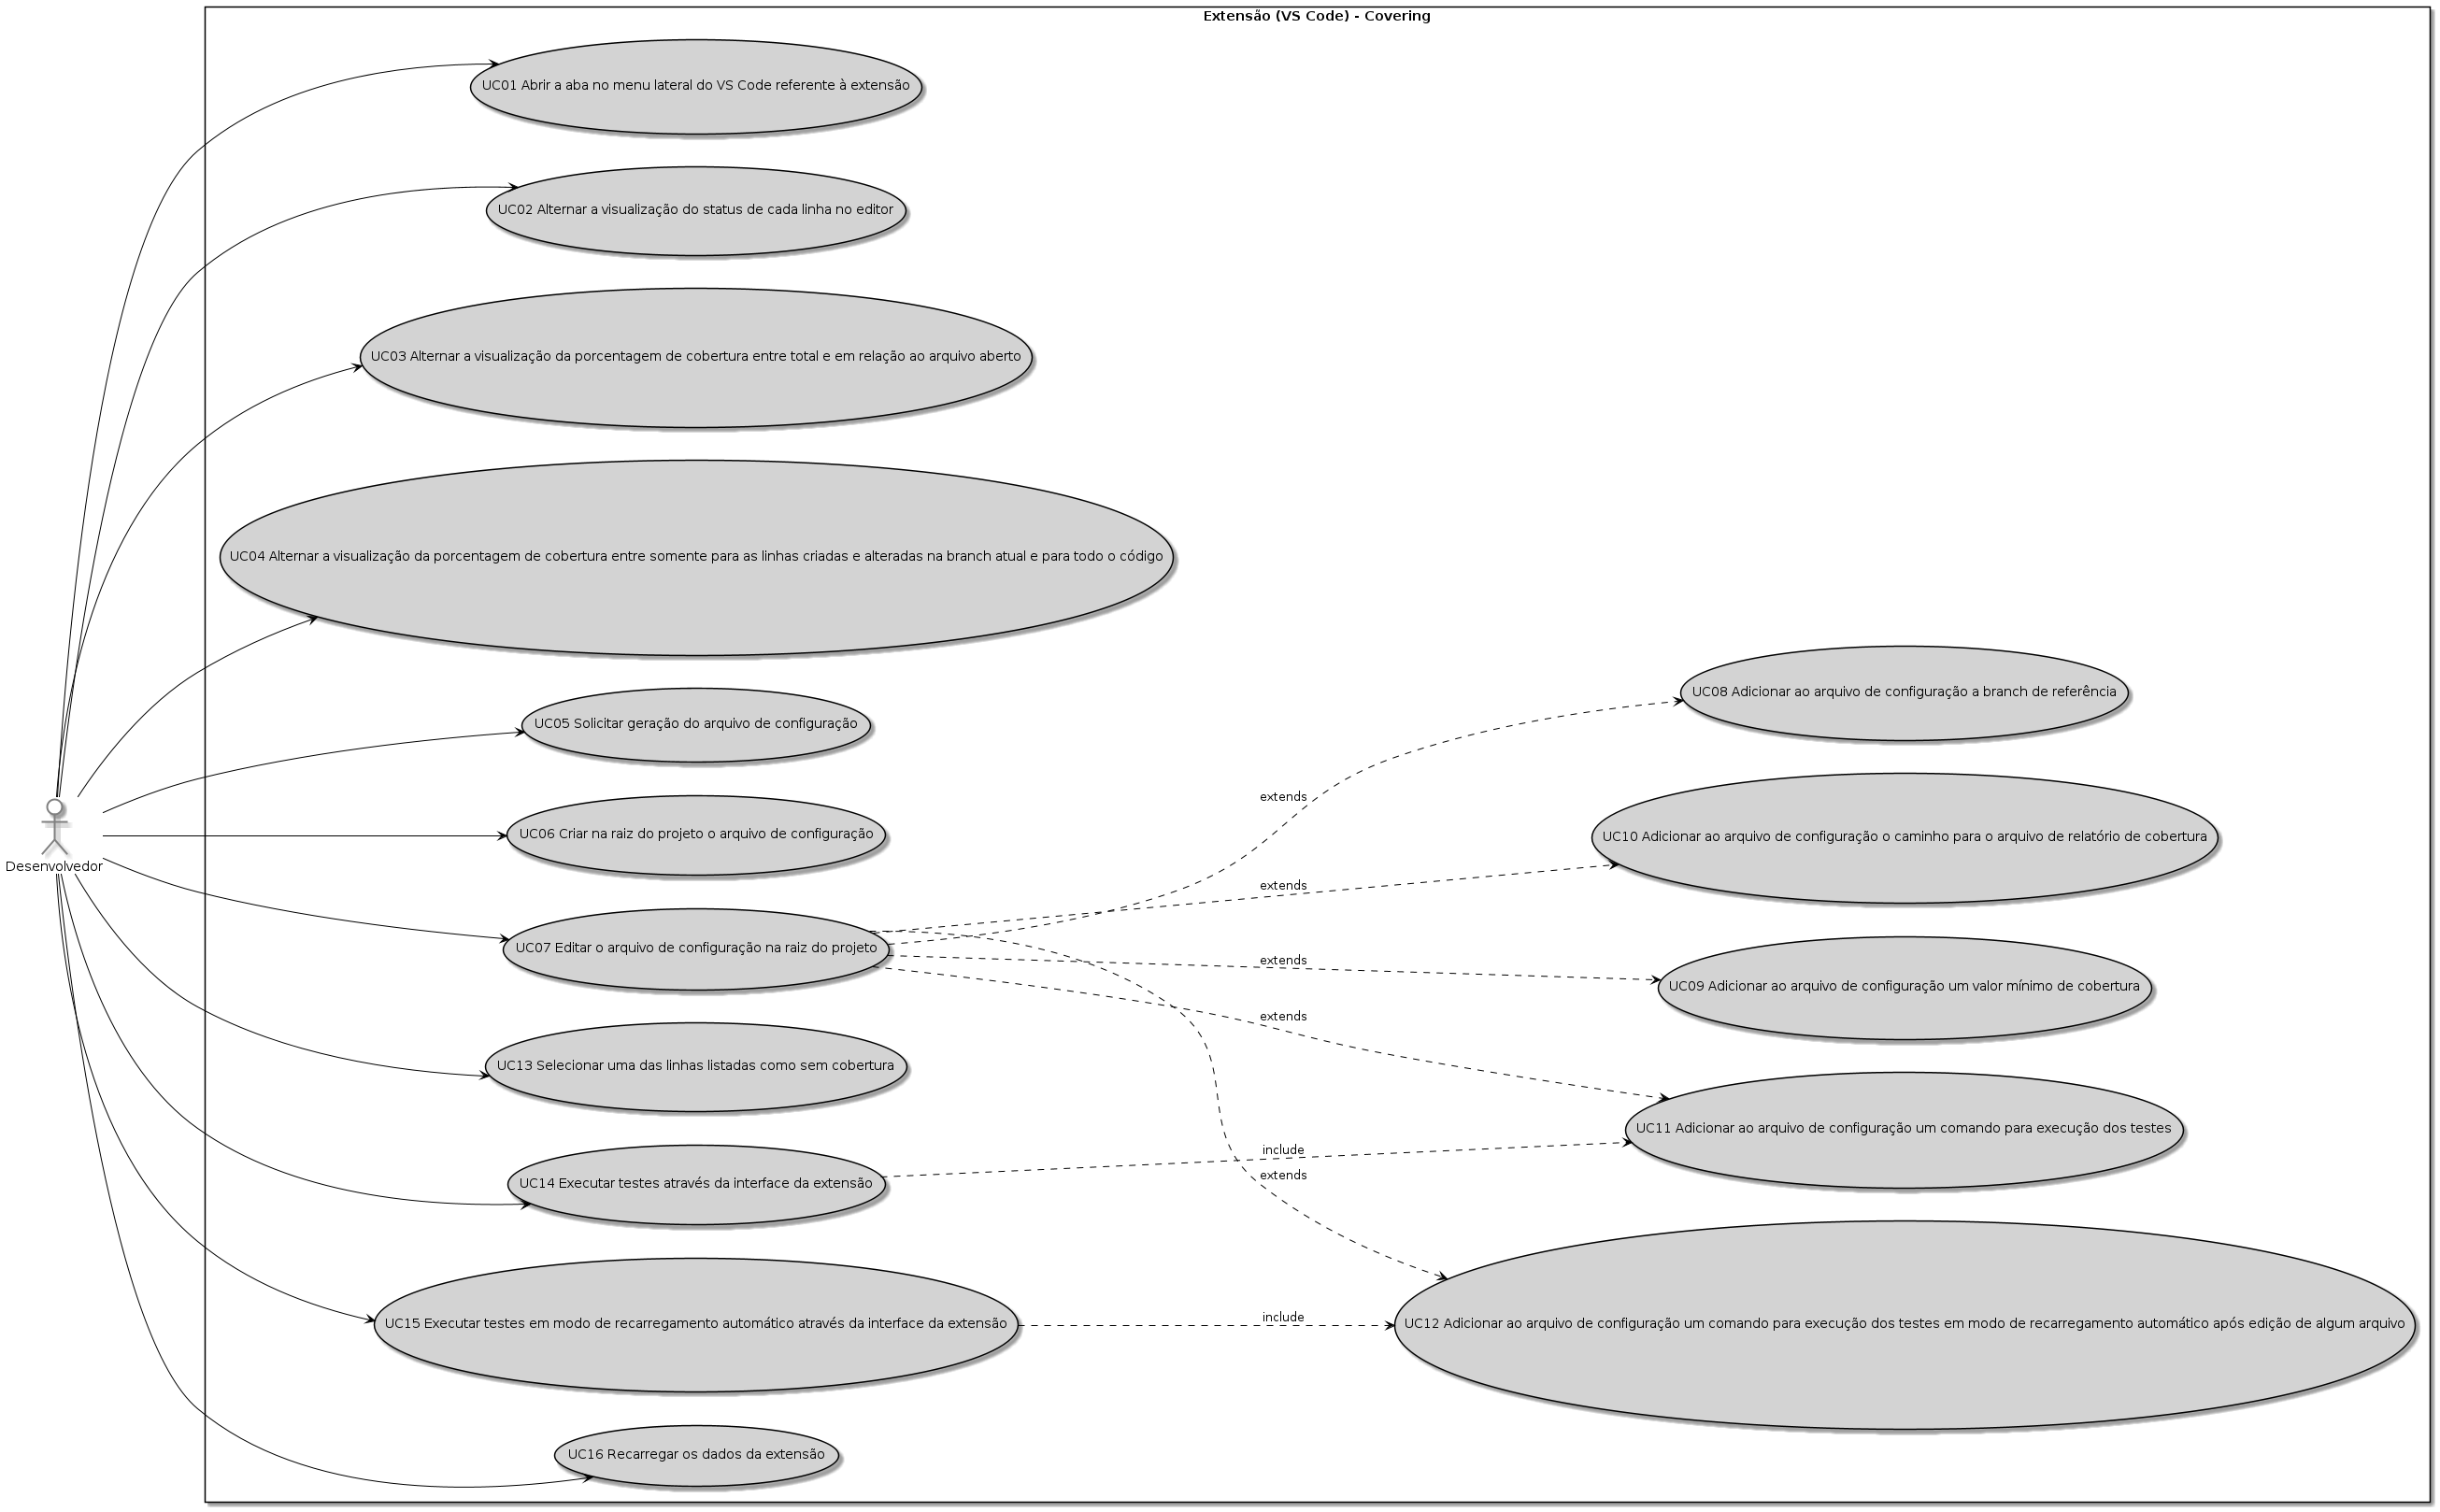 Extensão (VS Code) - Covering
UC01 Abrir a aba no menu lateral do VS Code referente à extensão
UC02 Alternar a visualização do status de cada linha no editor
UC03 Alternar a visualização da porcentagem de cobertura entre total e em relação ao arquivo aberto
UC04 Alternar a visualização da porcentagem de cobertura entre somente para as linhas criadas e alteradas na branch atual e para todo o código
UC05 Solicitar geração do arquivo de configuração
UC06 Criar na raiz do projeto o arquivo de configuração
Desenvolvedor
UC07 Editar o arquivo de configuração na raiz do projeto
UC13 Selecionar uma das linhas listadas como sem cobertura
UC14 Executar testes através da interface da extensão
UC15 Executar testes em modo de recarregamento automático através da interface da extensão
UC16 Recarregar os dados da extensão
extends
extends
extends
extends
include
extends
include
UC08 Adicionar ao arquivo de configuração a branch de referência
UC10 Adicionar ao arquivo de configuração o caminho para o arquivo de relatório de cobertura
UC09 Adicionar ao arquivo de configuração um valor mínimo de cobertura
UC11 Adicionar ao arquivo de configuração um comando para execução dos testes
UC12 Adicionar ao arquivo de configuração um comando para execução dos testes em modo de recarregamento automático após edição de algum arquivo